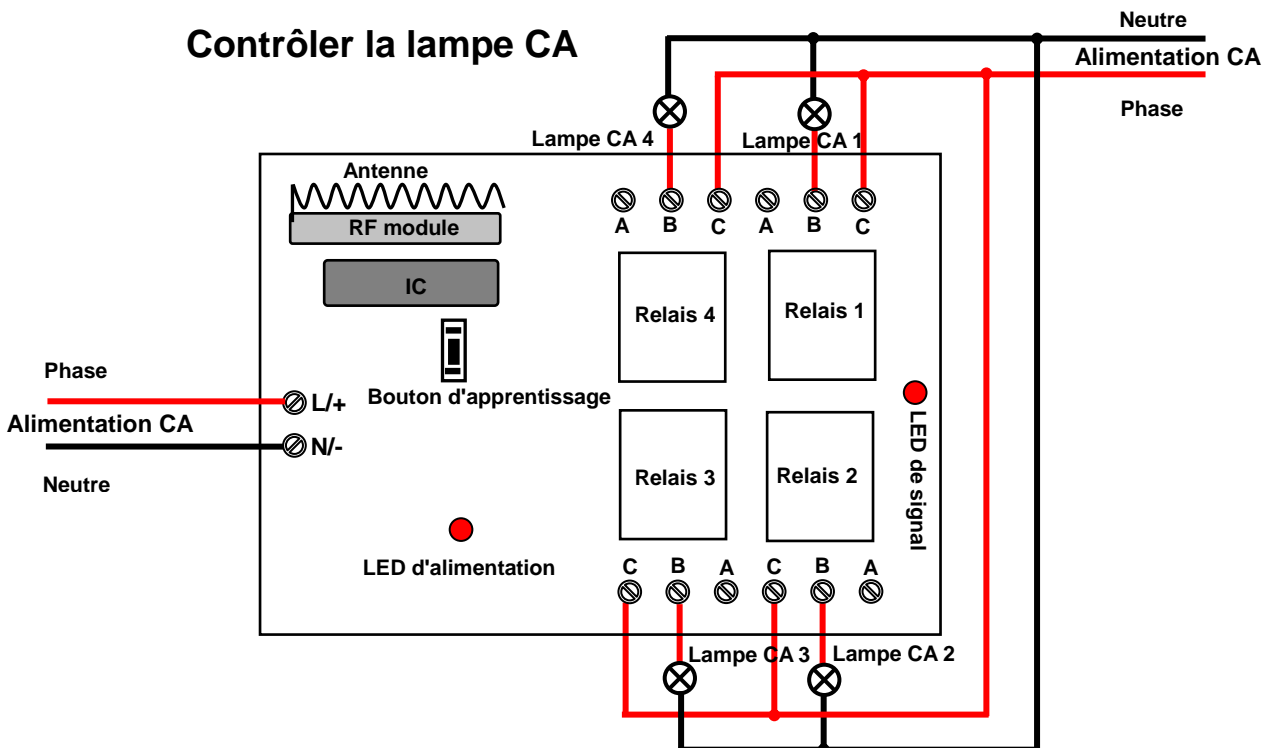 Contrôler la lampe CA
Neutre
Alimentation CA
Phase
Lampe CA 4
Lampe CA 1
Antenne
RF module
IC
A B C A B C
Relais 4
Relais 1
Bouton d'apprentissage
Phase
L/+
Alimentation CA
N/-
Neutre
Relais 3
Relais 2
LED de signal
LED d'alimentation
C B A C B A
Lampe CA 3
Lampe CA 2